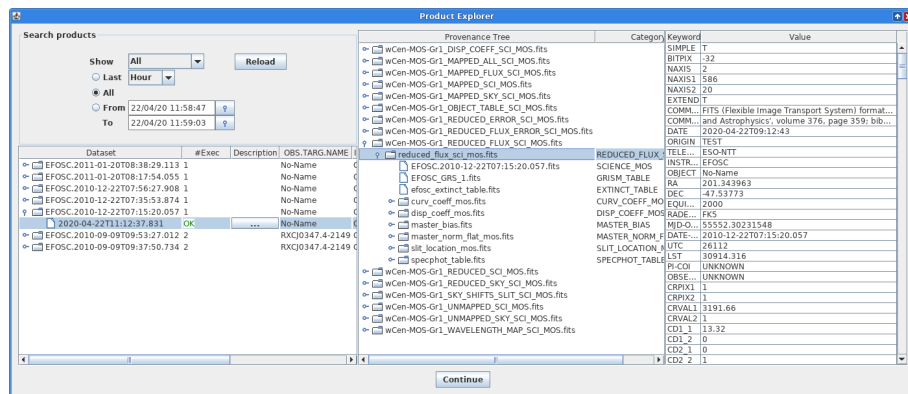 Product Explorer
Search products
Show All Reload
Last Hour
All
From 22/04/20 11:58:47
To 22/04/20 11:59:03
Dataset #Exec Description OBS.TARG.NAME
EFOSC.2011-01-20T08:38:29.113 1 No-Name
EFOSC.2011-01-20T08:17:54.055 1 No-Name
EFOSC.2010-12-22T07:56:27.908 1 No-Name
EFOSC.2010-12-22T07:35:53.874 1 No-Name
EFOSC.2010-12-22T07:15:20.057 1 No-Name
2020-04-22T11:12:37.831 OK ... No-Name
EFOSC.2010-09-09T09:53:27.012 2 RXCJ0347.4-2149
EFOSC.2010-09-09T09:37:50.734 2 RXCJ0347.4-2149
Provenance Tree Category
wCen-MOS-Gr1_DISP_COEFF_SCI_MOS.fits
wCen-MOS-Gr1_MAPPED_ALL_SCI_MOS.fits
wCen-MOS-Gr1_MAPPED_FLUX_SCI_MOS.fits
wCen-MOS-Gr1_MAPPED_SCI_MOS.fits
wCen-MOS-Gr1_MAPPED_SKY_SCI_MOS.fits
wCen-MOS-Gr1_OBJECT_TABLE_SCI_MOS.fits
wCen-MOS-Gr1_REDUCED_ERROR_SCI_MOS.fits
wCen-MOS-Gr1_REDUCED_FLUX_ERROR_SCI_MOS.fits
wCen-MOS-Gr1_REDUCED_FLUX_SCI_MOS.fits
reduced_flux_sci_mos.fits REDUCED_FLUX_S
EFOSC.2010-12-22T07:15:20.057.fits SCIENCE_MOS
EFOSC_GRS_1.fits GRISM_TABLE
efosc_extinct_table.fits EXTINCT_TABLE
curv_coeff_mos.fits CURV_COEFF_MO
disp_coeff_mos.fits DISP_COEFF_MOS
master_bias.fits MASTER_BIAS
master_norm_flat_mos.fits MASTER_NORM_F
slit_location_mos.fits SLIT_LOCATION_M
specphot_table.fits SPECPHOT_TABLE
wCen-MOS-Gr1_REDUCED_SCI_MOS.fits
wCen-MOS-Gr1_REDUCED_SKY_SCI_MOS.fits
wCen-MOS-Gr1_SKY_SHIFTS_SLIT_SCI_MOS.fits
wCen-MOS-Gr1_UNMAPPED_SCI_MOS.fits
wCen-MOS-Gr1_UNMAPPED_SKY_SCI_MOS.fits
wCen-MOS-Gr1_WAVELENGTH_MAP_SCI_MOS.fits
Keyword Value
SIMPLE T
BITPIX -32
NAXIS 2
NAXIS1 586
NAXIS2 20
EXTEND T
COMM... FITS (Flexible Image Transport System) format...
COMM... and Astrophysics', volume 376, page 359; bib...
DATE 2020-04-22T09:12:43
ORIGIN TEST
TELE... ESO-NTT
INSTR... EFOSC
OBJECT No-Name
RA 201.343963
DEC -47.53773
EQUI... 2000
RADE... FK5
MJD-O... 55552.30231548
DATE-... 2010-12-22T07:15:20.057
UTC 26112
LST 30914.316
PI-COI UNKNOWN
OBSE... UNKNOWN
CRPIX1 1
CRPIX2 1
CRVAL1 3191.66
CRVAL2 1
CD1_1 13.32
CD1_2 0
CD2_1 0
CD2_2 1
Continue